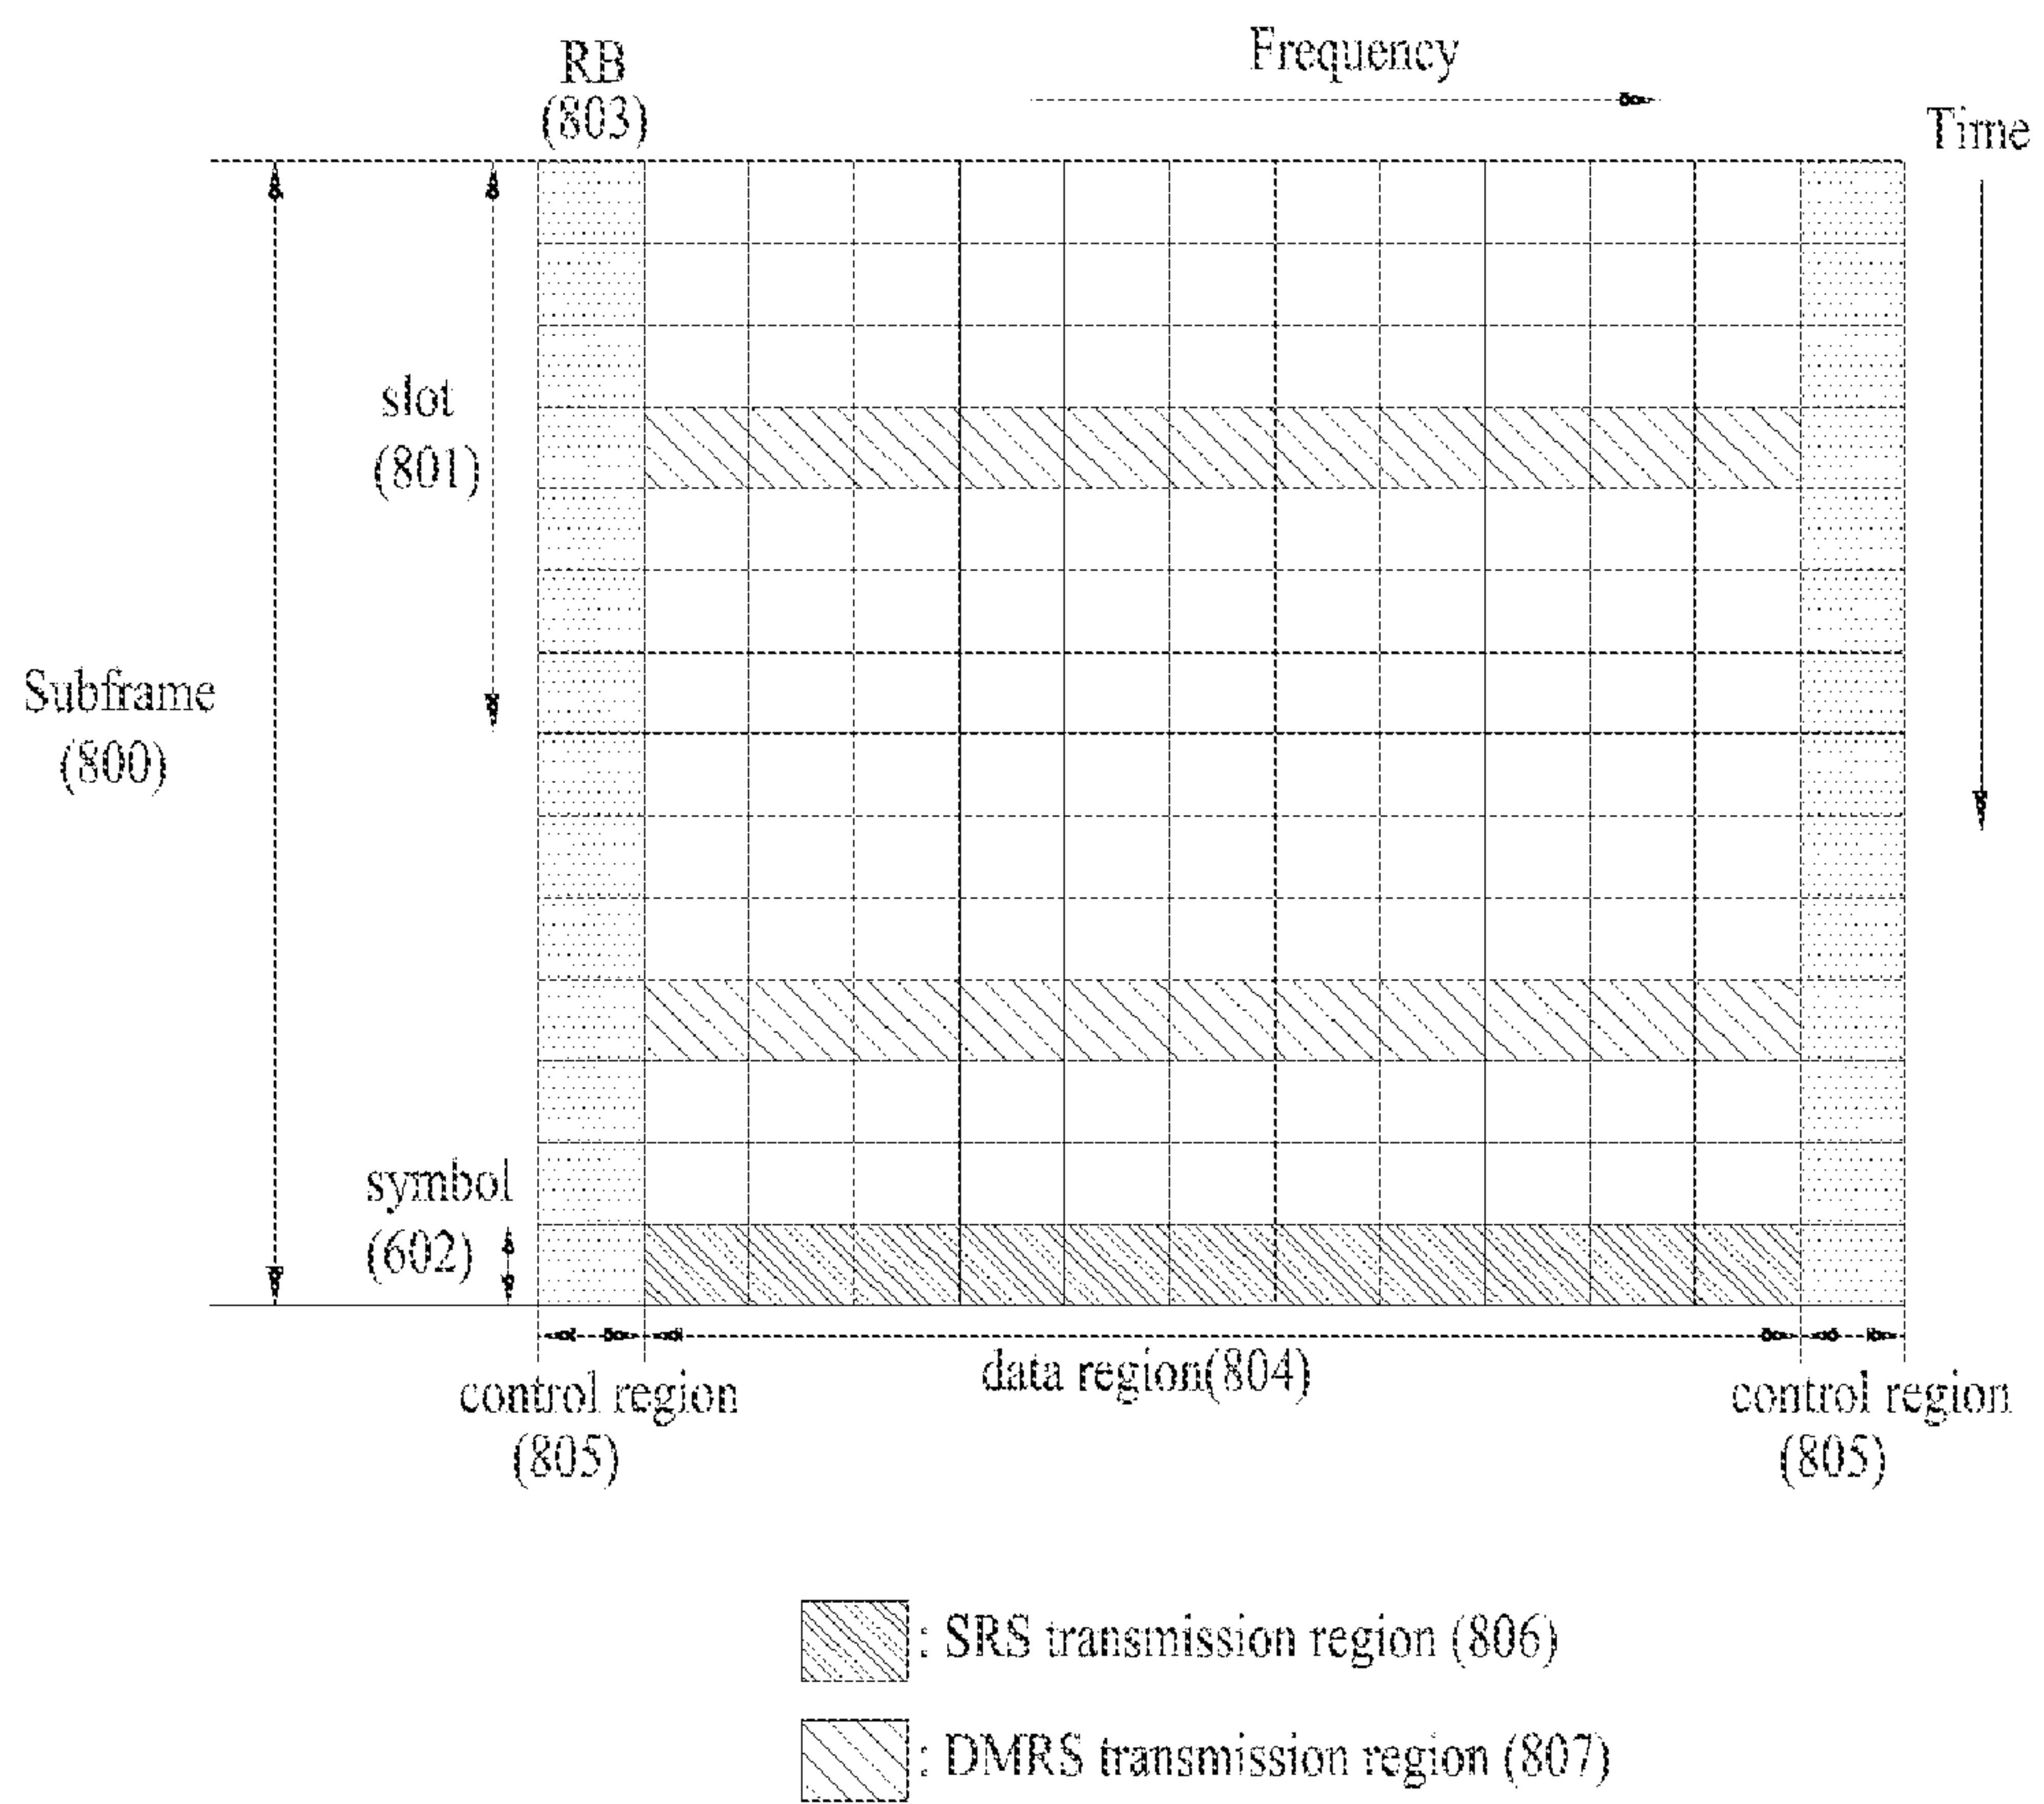 RB
(803)
Frequency
Time
slot
(801)
Subframe
(800)
symbol
(602)
data region(804)
control region
(805)
control region
(805)
: SRS transmission region (806)
: DMRS transmission region (807)